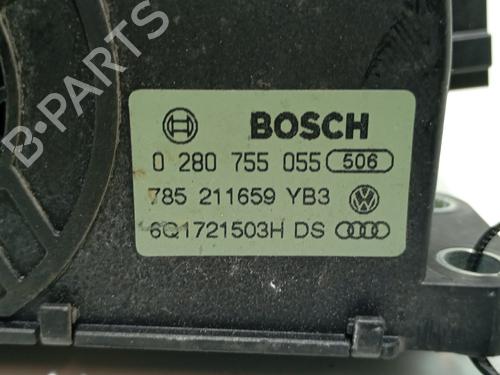 BOSCH
0 280 755 055 506
785 211659 YB3
6Q1721503H DS
B-PARTS